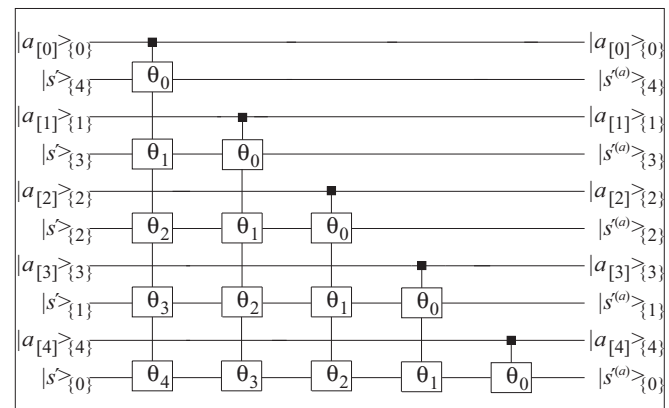 |a[0]>{0} |a[0]>{0}
|s'>{4} θ0 |s'(a)>{4}
|a[1]>{1} |a[1]>{1}
|s'>{3} θ1 θ0 |s'(a)>{3}
|a[2]>{2} |a[2]>{2}
|s'>{2} θ2 θ1 θ0 |s'(a)>{2}
|a[3]>{3} |a[3]>{3}
|s'>{1} θ3 θ2 θ1 θ0 |s'(a)>{1}
|a[4]>{4} |a[4]>{4}
|s'>{0} θ4 θ3 θ2 θ1 θ0 |s'(a)>{0}